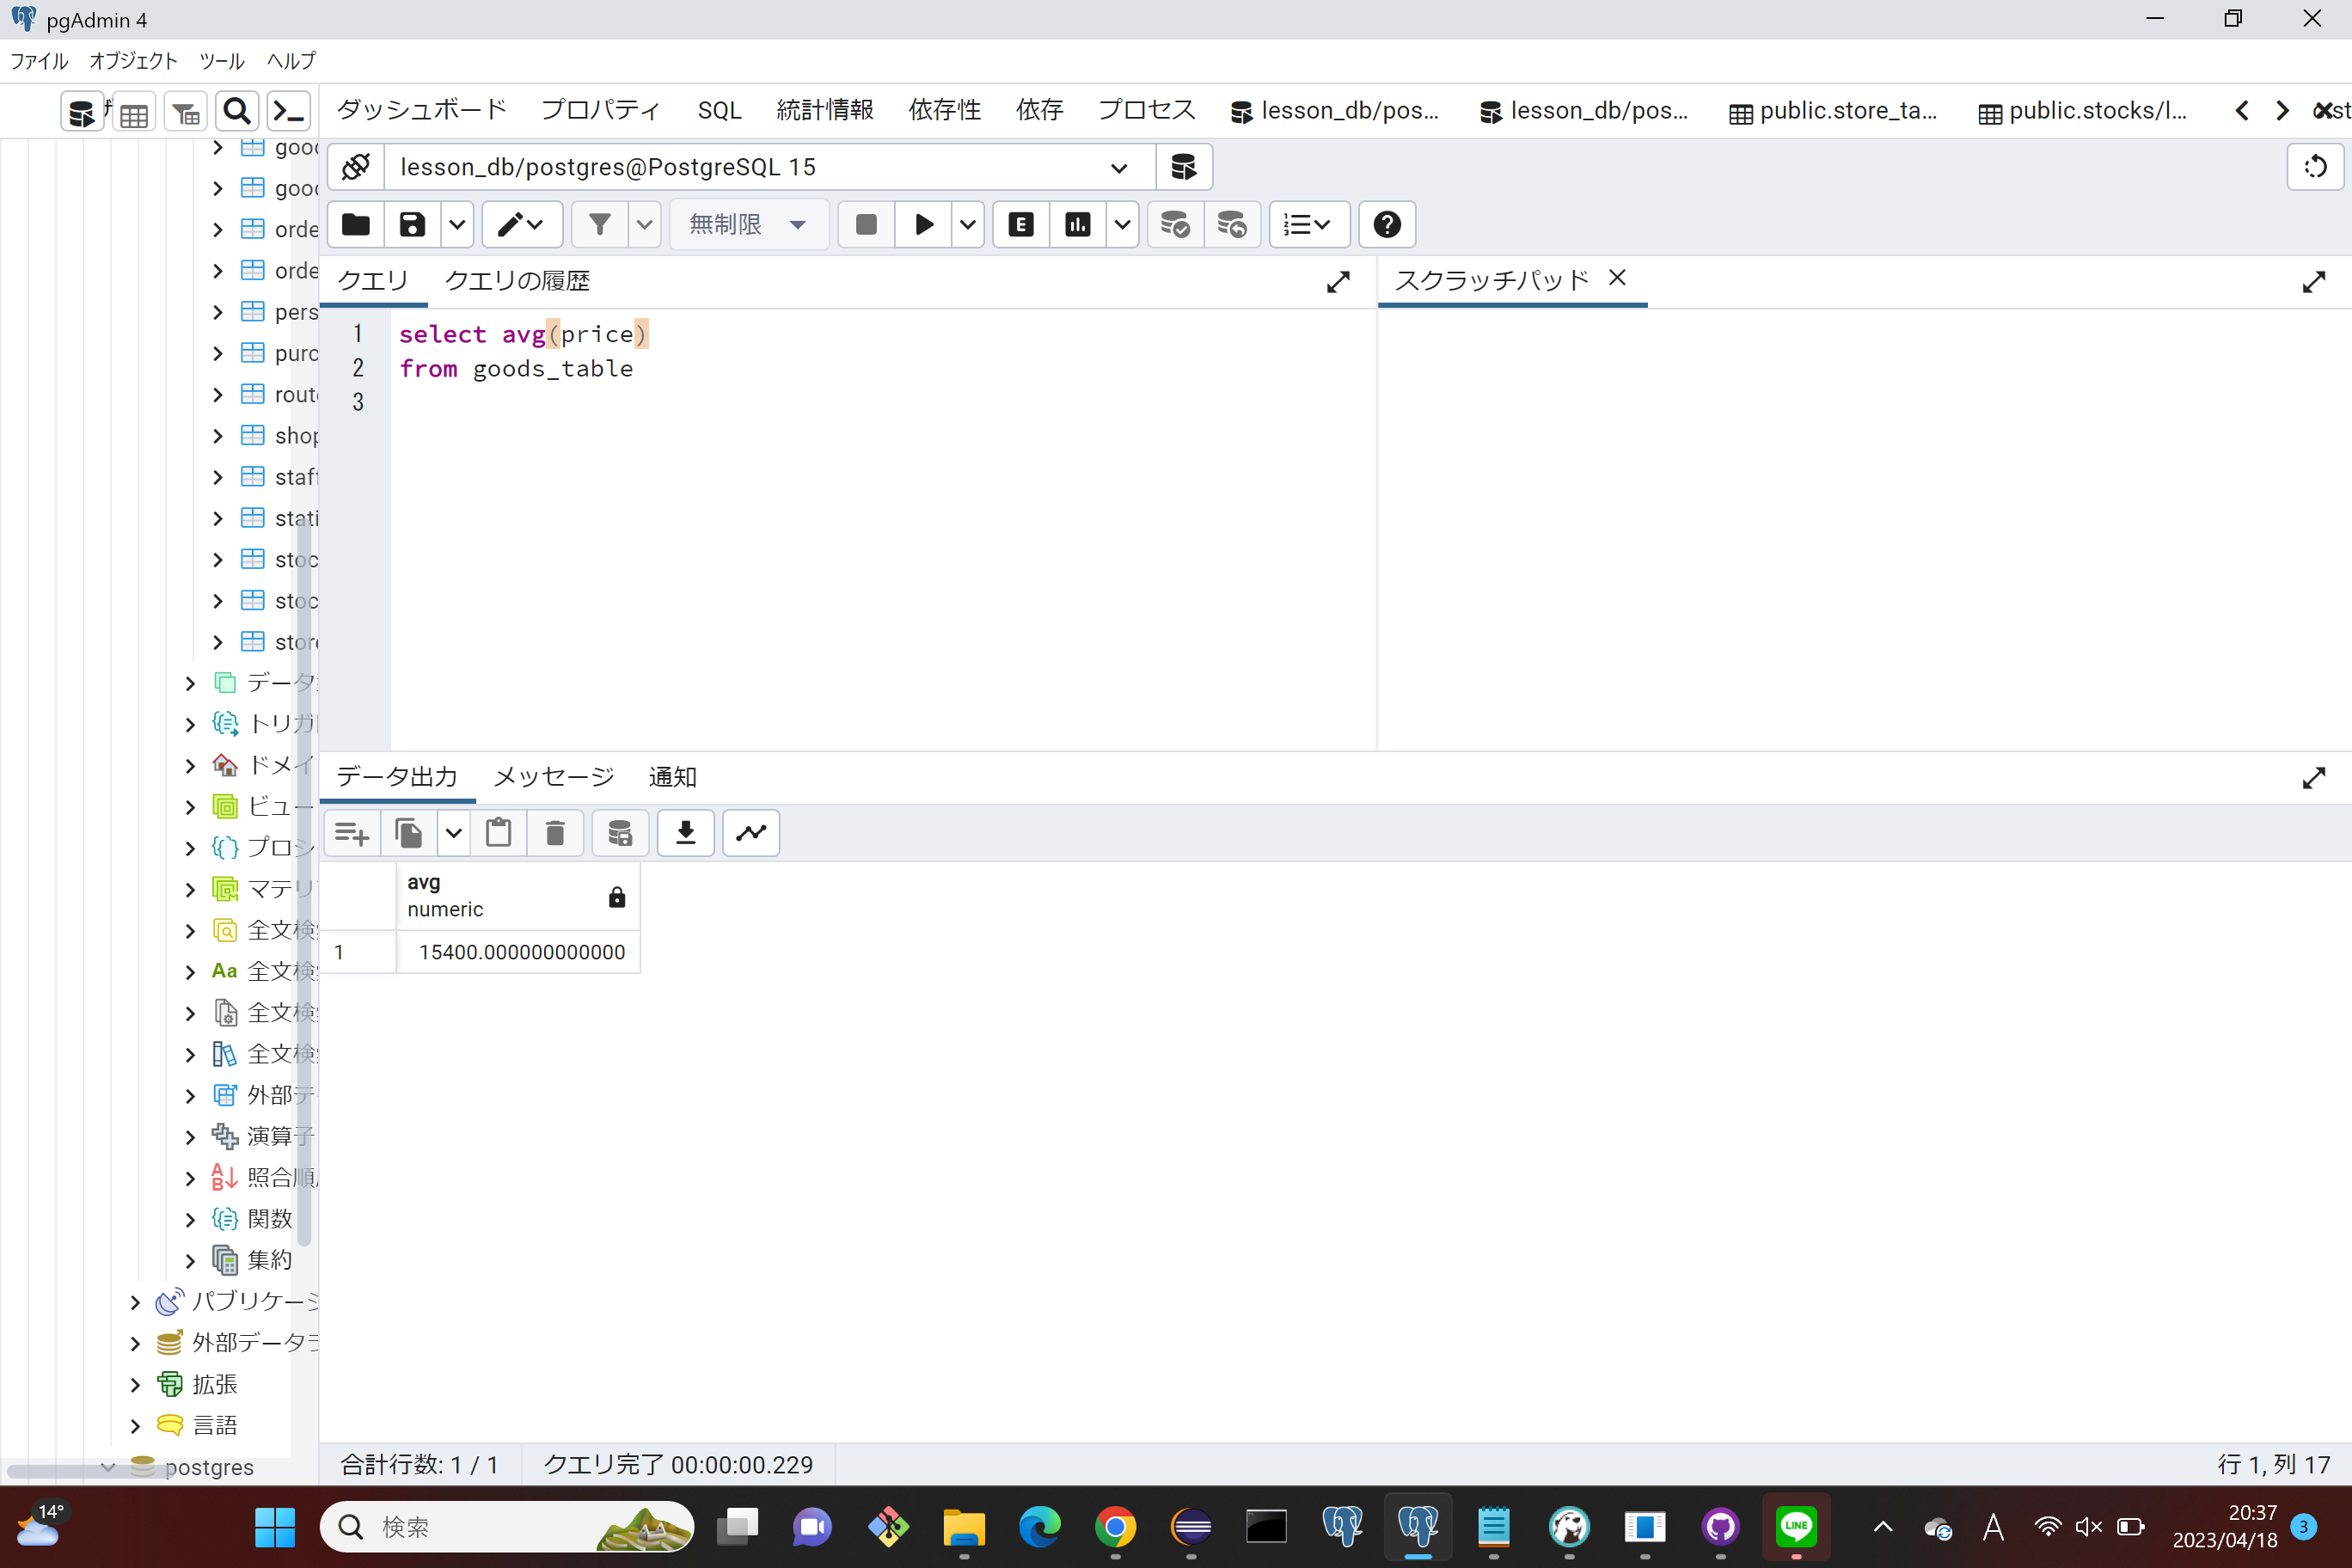 pgAdmin 4
ファイル オブジェクト ツール ヘルプ
ダッシュボード プロパティ SQL 統計情報 依存性 依存 プロセス lesson_db/pos... lesson_db/pos... public.store_ta... public.stocks/l...
lesson_db/postgres@PostgreSQL 15
無制限
クエリ クエリの履歴 スクラッチパッド
1 select avg(price)
2 from goods_table
3
goo
goo
orde
orde
pers
purc
rout
shop
staff
stati
stoc
stoc
store
データ
トリガ
ドメイ
ビュー
プロシ
マテリ
全文検
Aa 全文検
全文検
全文検
外部デ
演算子
照合順
関数
集約
パブリケーシ
外部データラ
拡張
言語
postgres
データ出力 メッセージ 通知
avg
numeric
1 15400.000000000000
合計行数: 1 / 1 クエリ完了 00:00:00.229 行 1, 列 17
14°
検索
LINE
A
20:37
2023/04/18
3